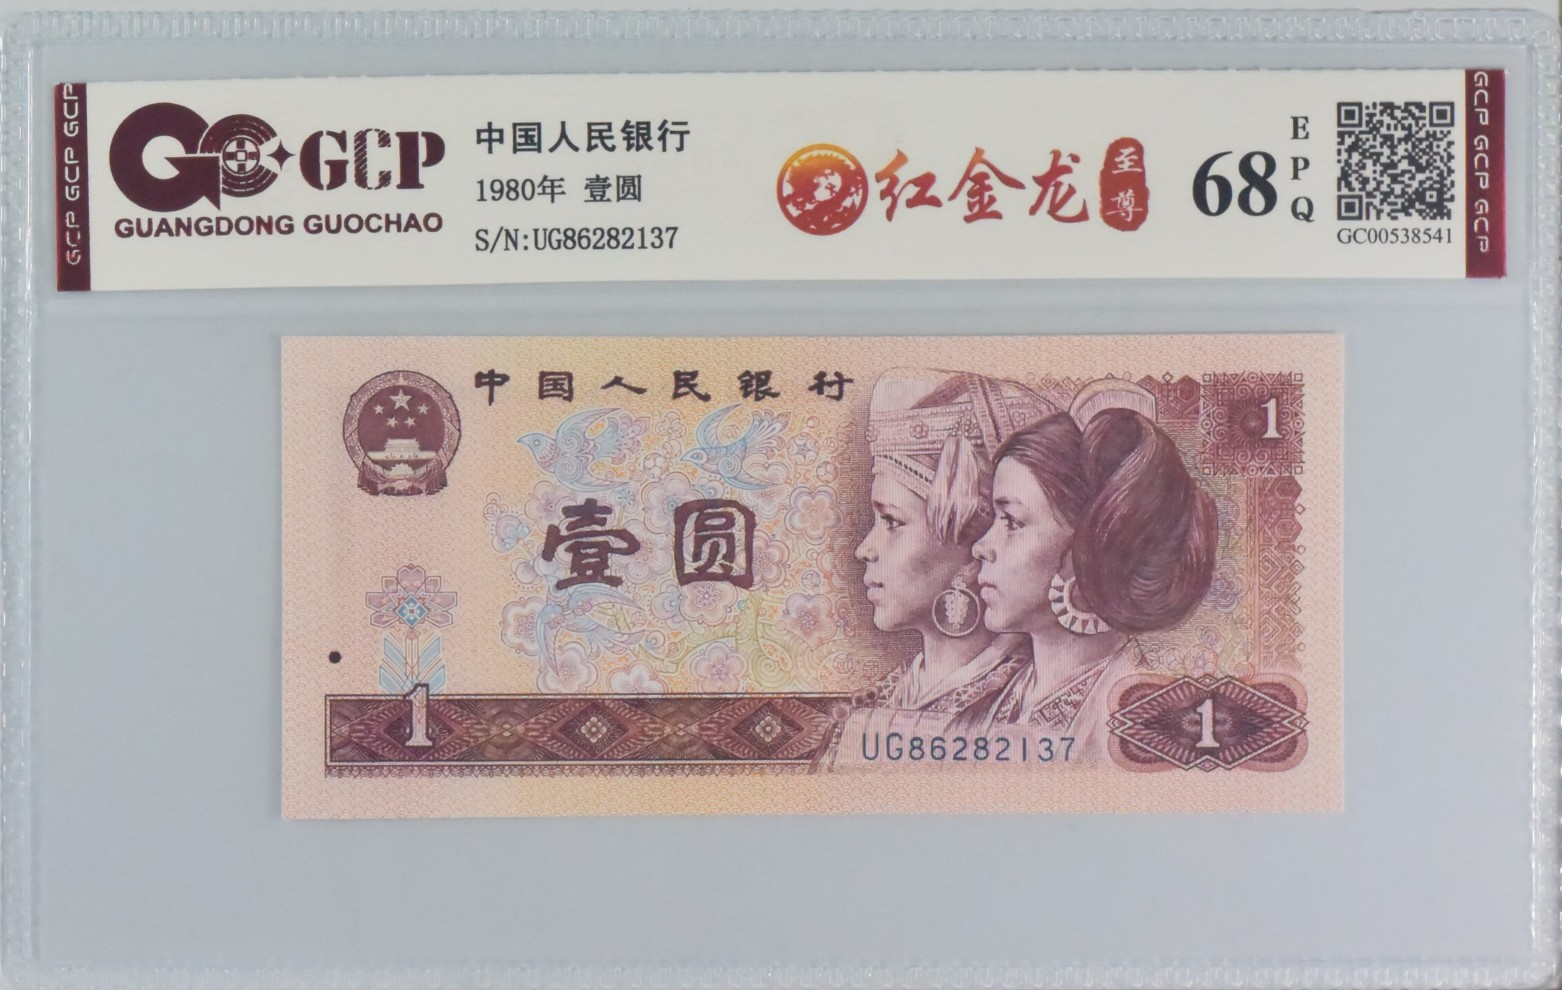 GCP GCP GCP
GCP
GUANGDONG GUOCHAO
中国人民银行
1980年 壹圆
S/N:UG86282137
红金龙
至尊
68
EPQ
GC00538541
GCP GCP GCP
中国人民银行
1
壹圆
1
UG86282137
1